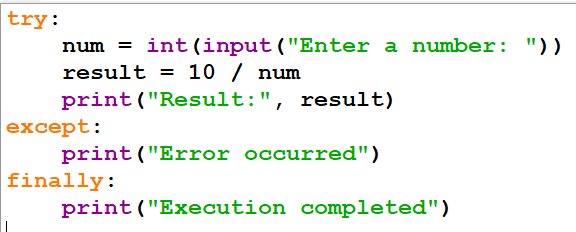 try:
    num = int(input("Enter a number: "))
    result = 10 / num
    print("Result:", result)
except:
    print("Error occurred")
finally:
    print("Execution completed")